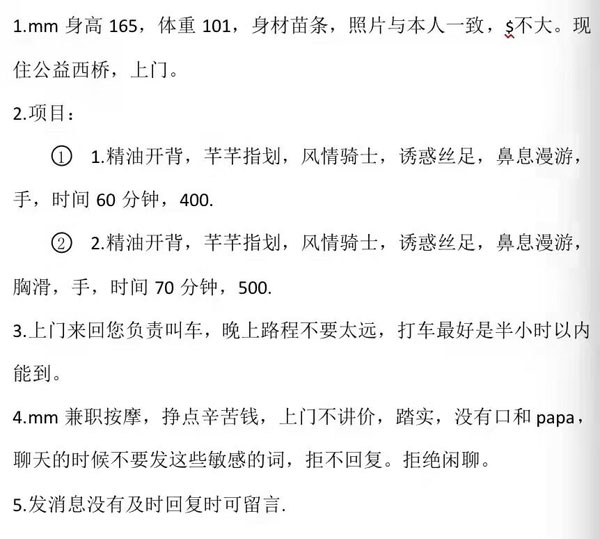 1.mm 身高 165，体重 101，身材苗条，照片与本人一致，$不大。现
住公益西桥，上门。
2.项目：
① 1.精油开背，芊芊指划，风情骑士，诱惑丝足，鼻息漫游，
手，时间 60 分钟，400.
② 2.精油开背，芊芊指划，风情骑士，诱惑丝足，鼻息漫游，
胸滑，手，时间 70 分钟，500.
3.上门来回您负责叫车，晚上路程不要太远，打车最好是半小时以内
能到。
4.mm 兼职按摩，挣点辛苦钱，上门不讲价，踏实，没有口和 papa，
聊天的时候不要发这些敏感的词，拒不回复。拒绝闲聊。
5.发消息没有及时回复时可留言.